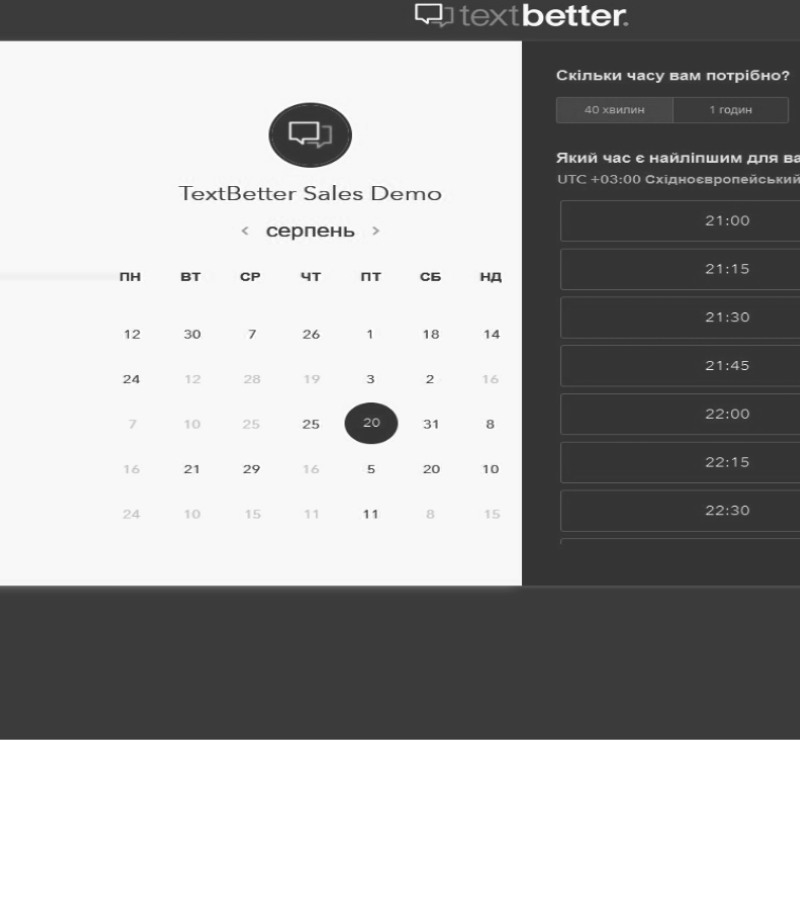 textbetter.
TextBetter Sales Demo
< серпень >
ПН ВТ СР ЧТ ПТ СБ НД
12 30 7 26 1 18 14
24 12 28 19 3 2 16
7 10 25 25 20 31 8
16 21 29 16 5 20 10
24 10 15 11 11 8 15
Скільки часу вам потрібно?
40 хвилин 1 годин
Який час є найліпшим для ва
UTC +03:00 Східноєвропейський
21:00
21:15
21:30
21:45
22:00
22:15
22:30